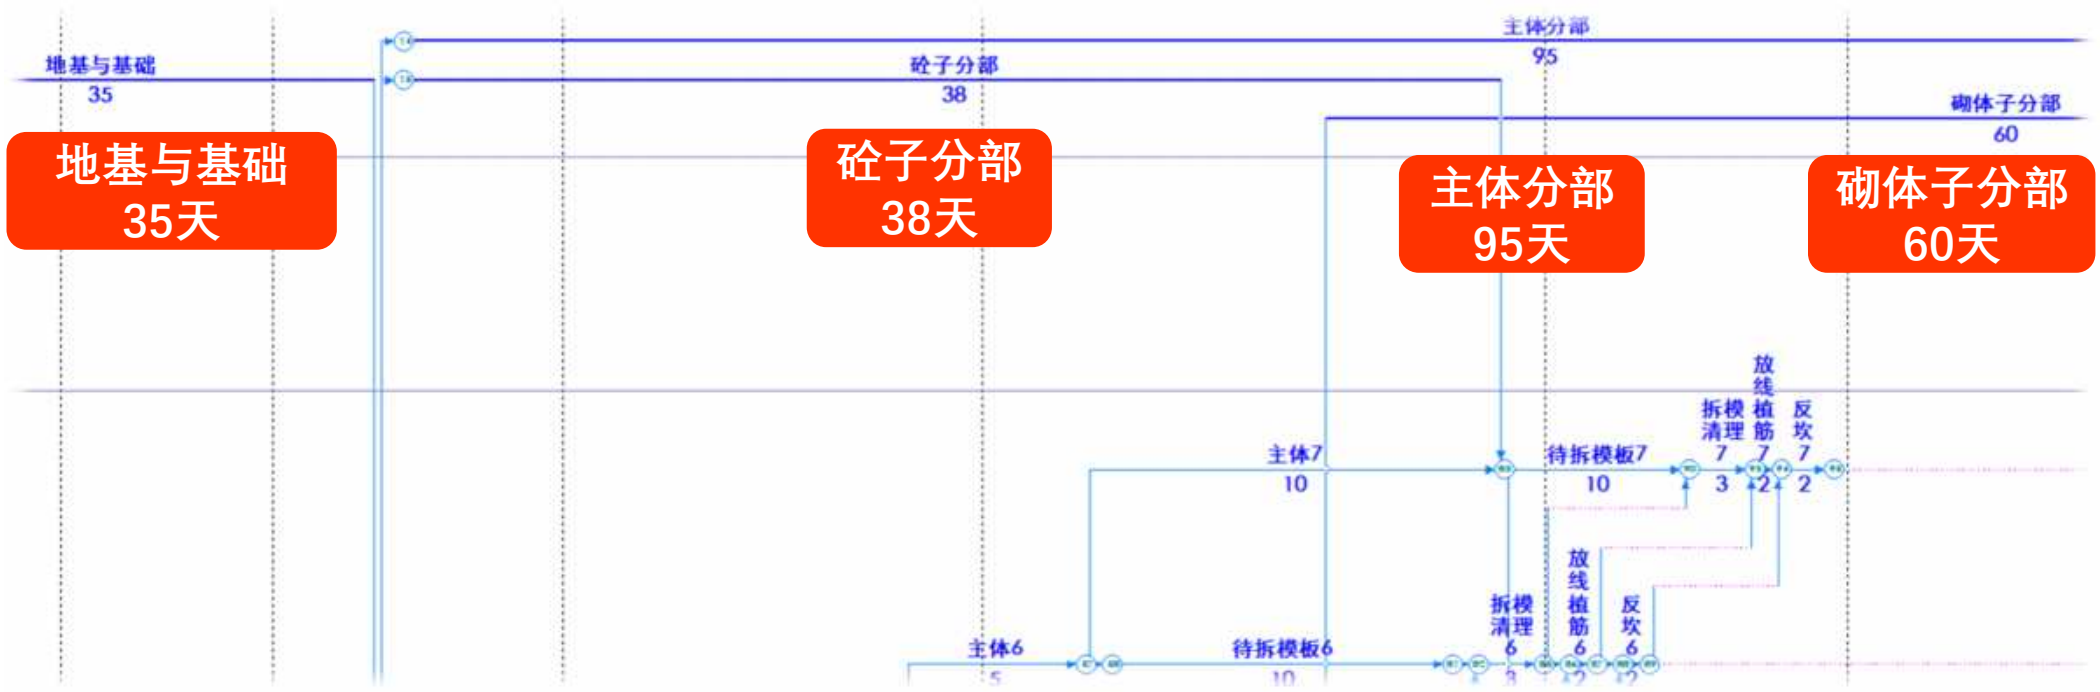 主体分部
95
地基与基础
35
砼子分部
38
砌体子分部
60
地基与基础
35天
砼子分部
38天
主体分部
95天
砌体子分部
60天
主体7
10
待拆模板7
10
拆模
清理
7
3
放线植筋
7
2
反坎
7
2
主体6
5
待拆模板6
10
拆模
清理
6
3
放线植筋
6
2
反坎
6
2